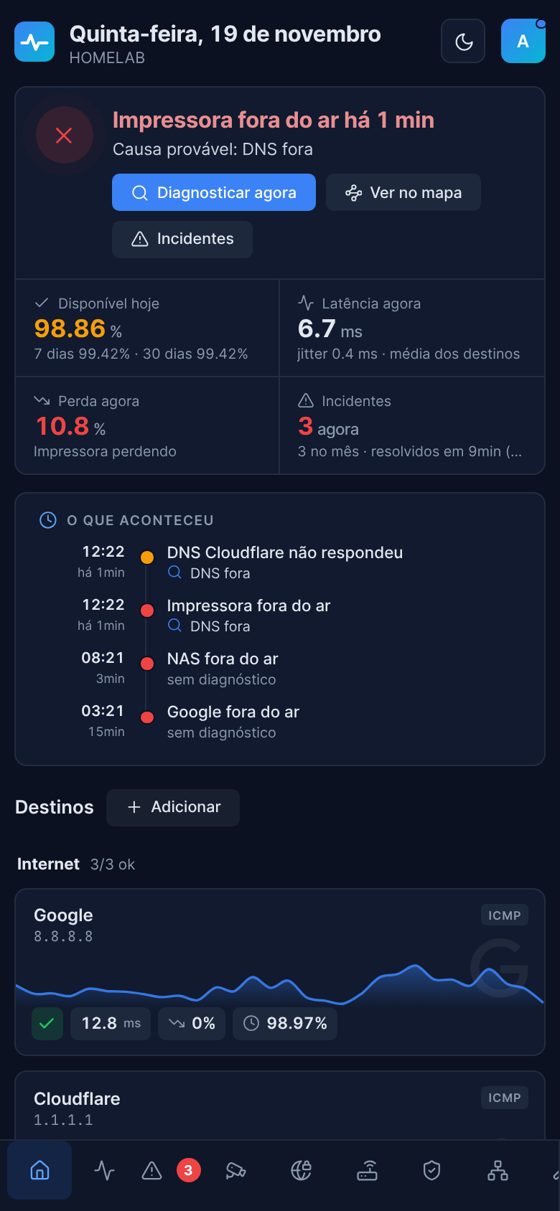 Quinta-feira, 19 de novembro
HOMELAB
A
Impressora fora do ar há 1 min
Causa provável: DNS fora
Diagnosticar agora
Ver no mapa
Incidentes
Disponível hoje
98.86 %
7 dias 99.42% · 30 dias 99.42%
Latência agora
6.7 ms
jitter 0.4 ms · média dos destinos
Perda agora
10.8 %
Impressora perdendo
Incidentes
3 agora
3 no mês · resolvidos em 9min (...
O QUE ACONTECEU
12:22 DNS Cloudflare não respondeu
há 1min DNS fora
12:22 Impressora fora do ar
há 1min DNS fora
08:21 NAS fora do ar
3min sem diagnóstico
03:21 Google fora do ar
15min sem diagnóstico
Destinos
Adicionar
Internet 3/3 ok
Google ICMP
8.8.8.8
G
12.8 ms 0% 98.97%
Cloudflare ICMP
1.1.1.1
3